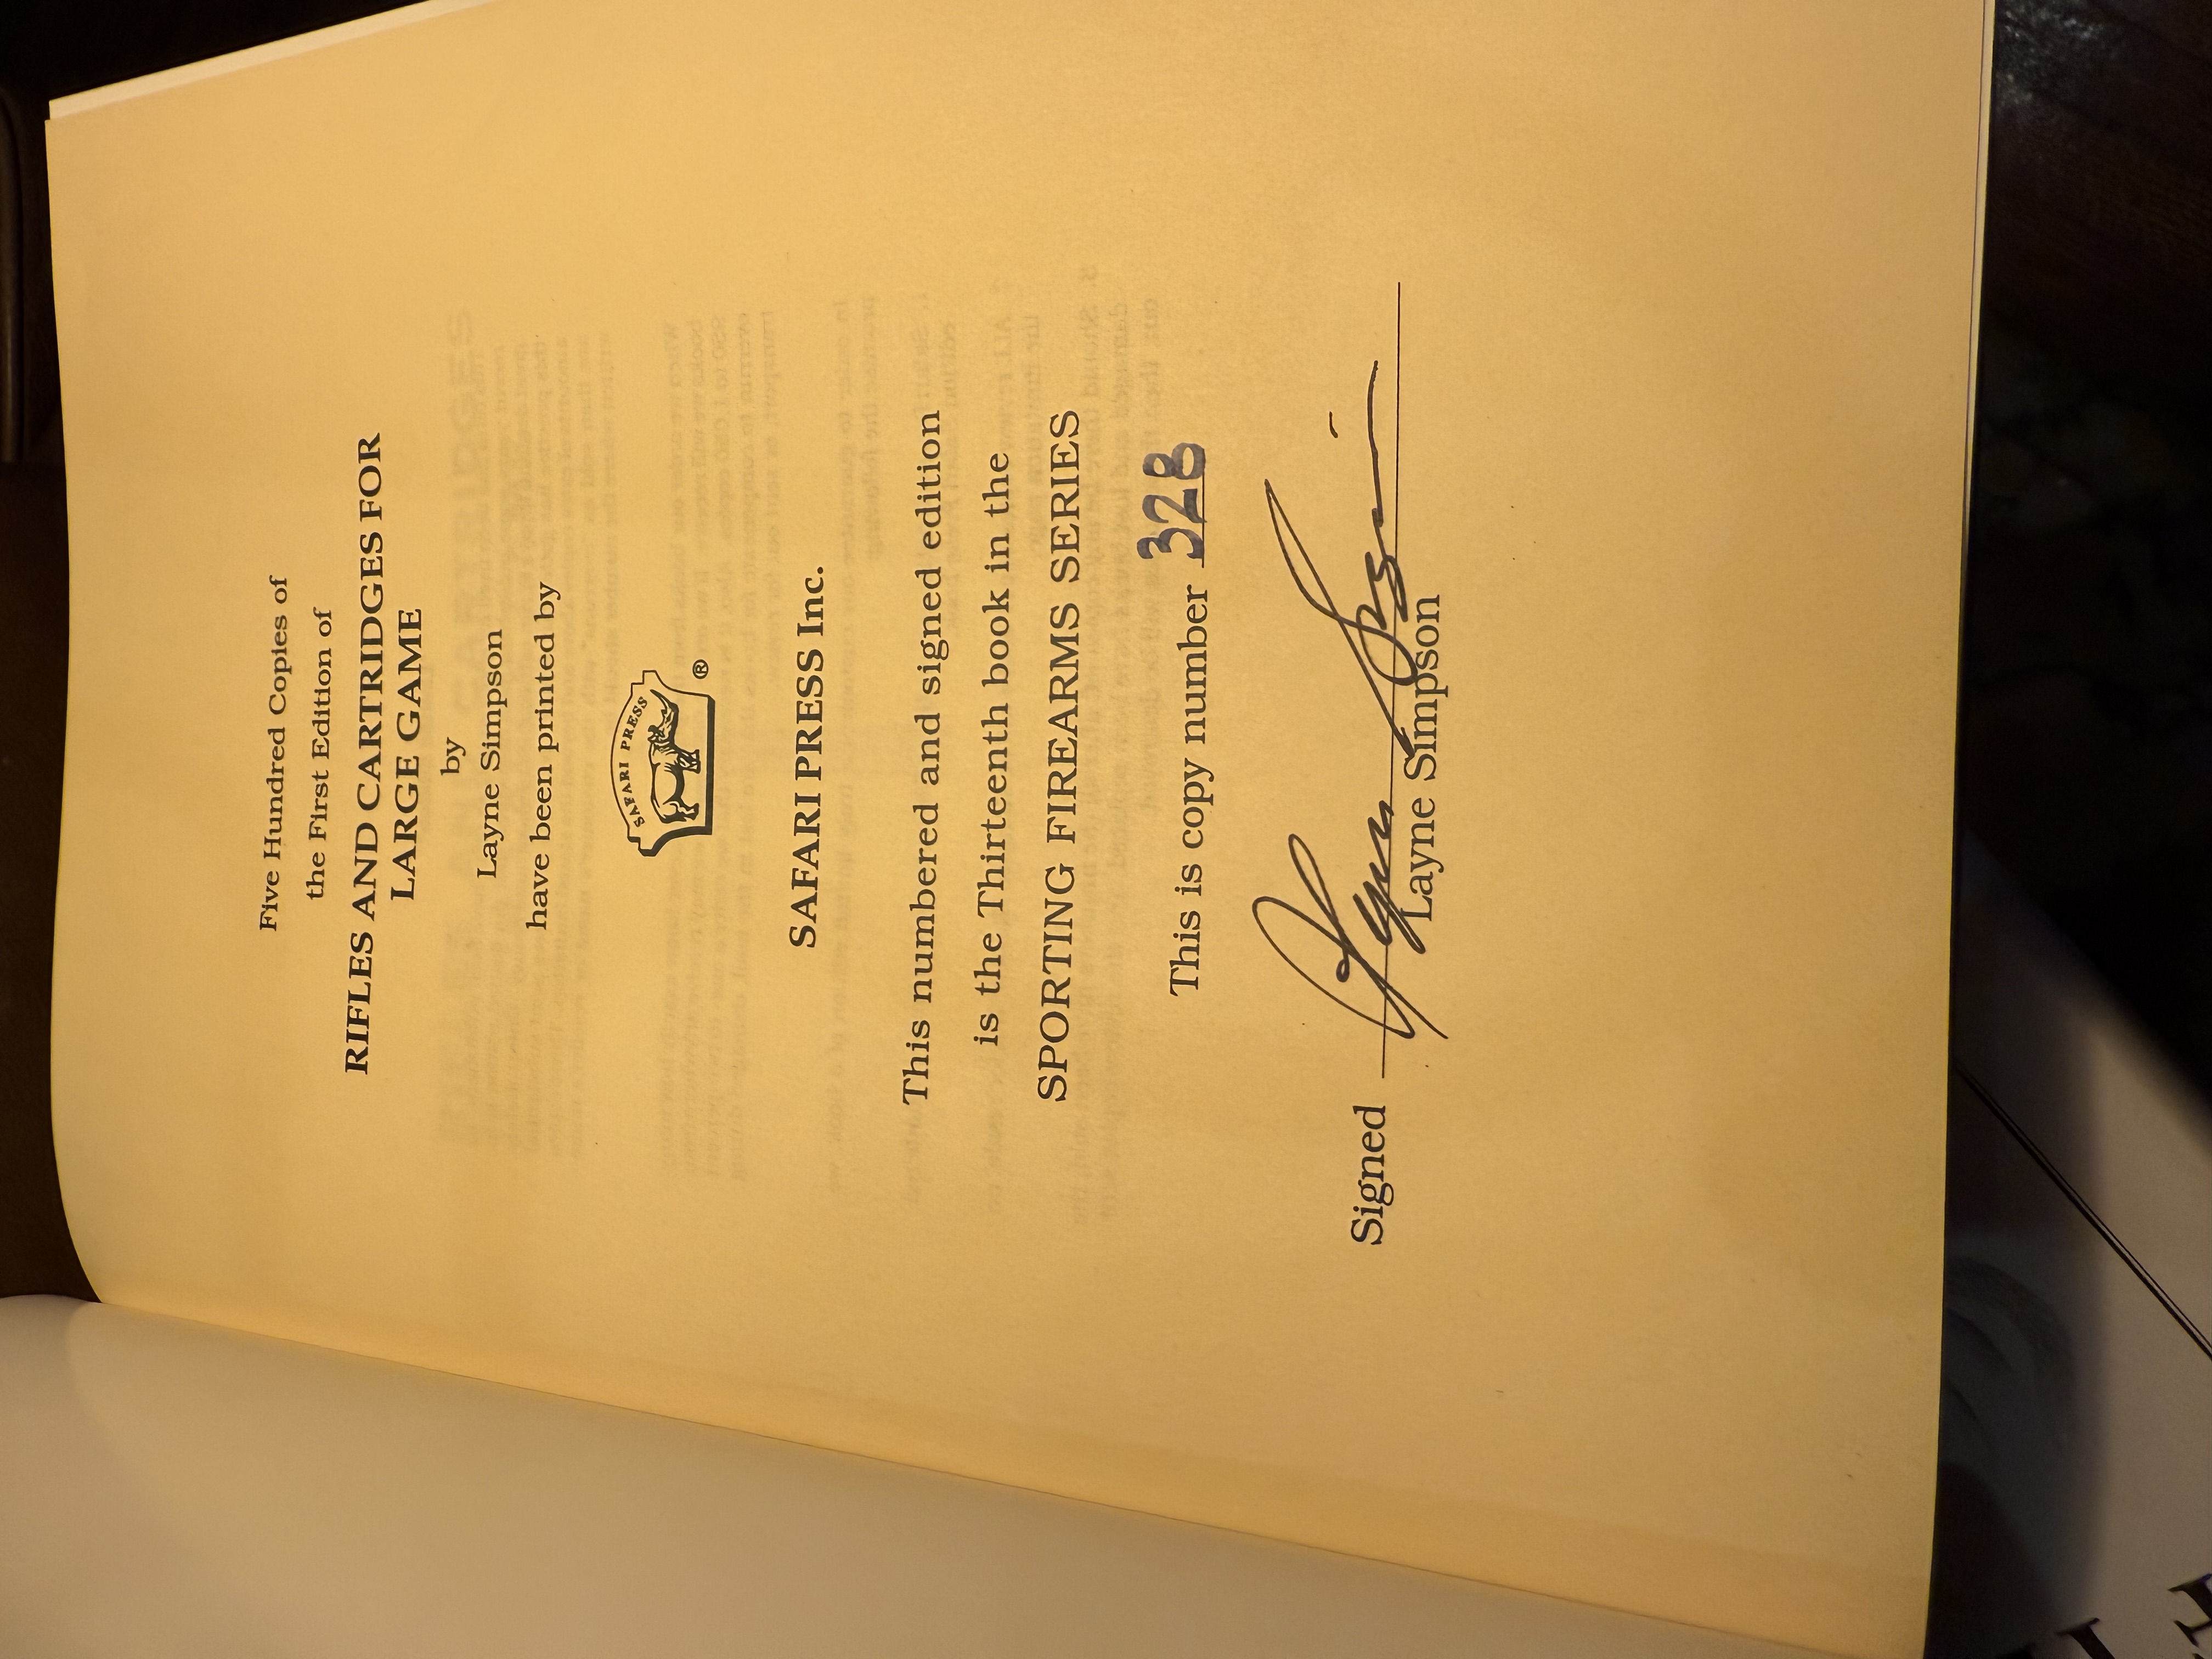 Five Hundred Copies of
the First Edition of
RIFLES AND CARTRIDGES FOR
LARGE GAME
by
Layne Simpson
have been printed by
SAFARI PRESS
®
SAFARI PRESS Inc.
This numbered and signed edition
is the Thirteenth book in the
SPORTING FIREARMS SERIES
This is copy number 328
Signed Layne Simpson
Layne Simpson